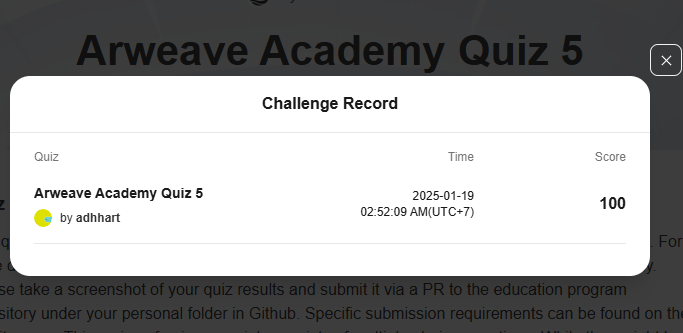 Arweave Academy Quiz 5
Challenge Record
Quiz Time Score
Arweave Academy Quiz 5
by adhhart
2025-01-19
02:52:09 AM(UTC+7)
100
. For
y.
se take a screenshot of your quiz results and submit it via a PR to the education program
sitory under your personal folder in Github. Specific submission requirements can be found on the